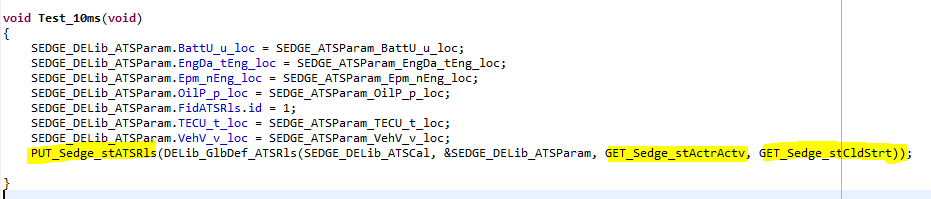 void Test_10ms(void)
{
SEDGE_DELib_ATSParam.BattU_u_loc = SEDGE_ATSParam_BattU_u_loc;
SEDGE_DELib_ATSParam.EngDa_tEng_loc = SEDGE_ATSParam_EngDa_tEng_loc;
SEDGE_DELib_ATSParam.Epm_nEng_loc = SEDGE_ATSParam_Epm_nEng_loc;
SEDGE_DELib_ATSParam.OilP_p_loc = SEDGE_ATSParam_OilP_p_loc;
SEDGE_DELib_ATSParam.FidATSRls.id = 1;
SEDGE_DELib_ATSParam.TECU_t_loc = SEDGE_ATSParam_TECU_t_loc;
SEDGE_DELib_ATSParam.VehV_v_loc = SEDGE_ATSParam_VehV_v_loc;
PUT_Sedge_stATSRls(DELib_GlbDef_ATSRls(SEDGE_DELib_ATSCal, &SEDGE_DELib_ATSParam, GET_Sedge_stActrActv, GET_Sedge_stCldStrt));
}